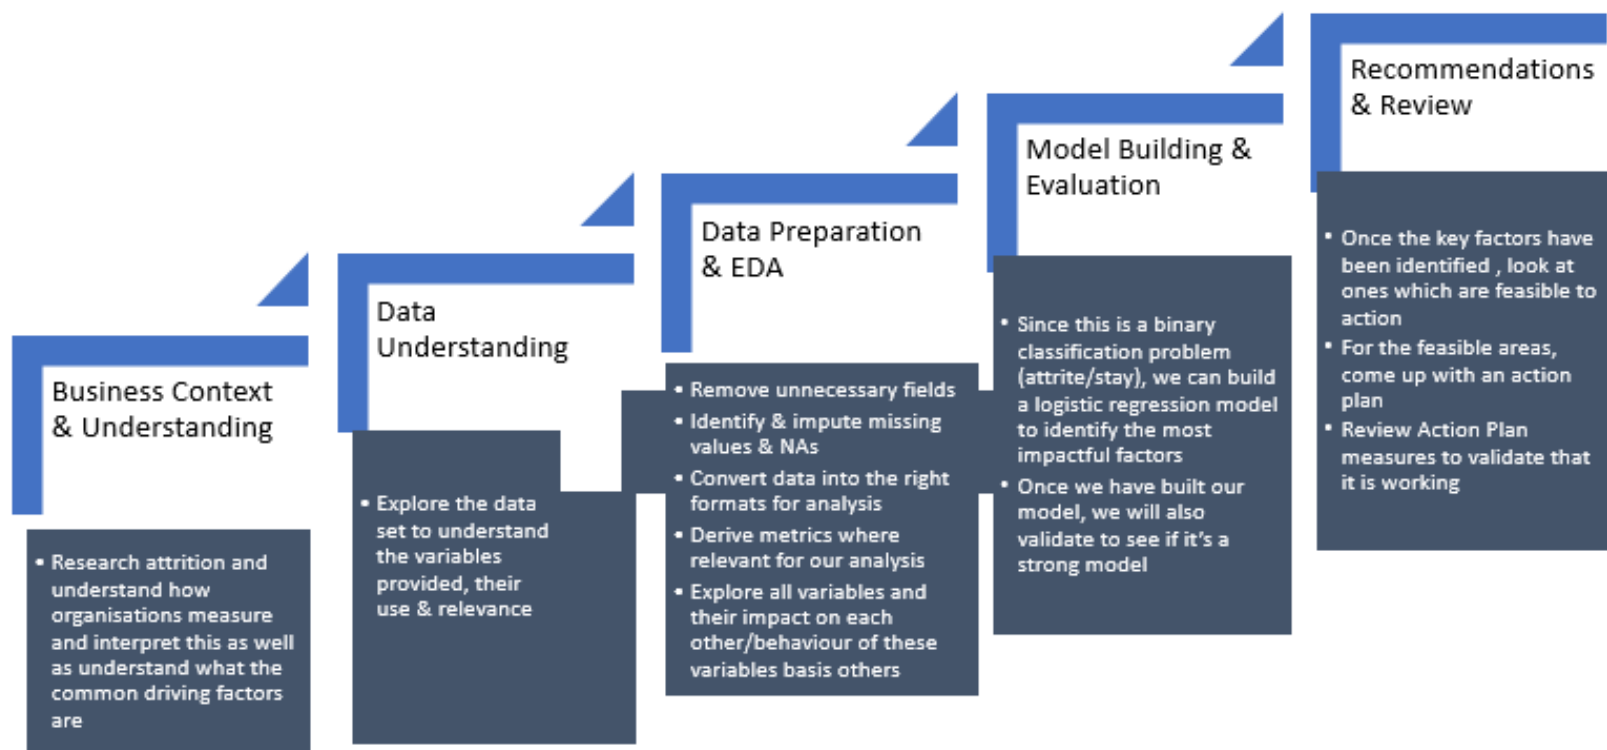 Business Context
& Understanding
• Research attrition and
understand how
organisations measure
and interpret this as well
as understand what the
common driving factors
are
Data
Understanding
• Explore the data
set to understand
the variables
provided, their
use & relevance
Data Preparation
& EDA
• Remove unnecessary fields
• Identify & impute missing
values & NAs
• Convert data into the right
formats for analysis
• Derive metrics where
relevant for our analysis
• Explore all variables and
their impact on each
other/behaviour of these
variables basis others
Model Building &
Evaluation
• Since this is a binary
classification problem
(attrite/stay), we can build
a logistic regression model
to identify the most
impactful factors
• Once we have built our
model, we will also
validate to see if it's a
strong model
Recommendations
& Review
• Once the key factors have
been identified , look at
ones which are feasible to
action
• For the feasible areas,
come up with an action
plan
• Review Action Plan
measures to validate that
it is working